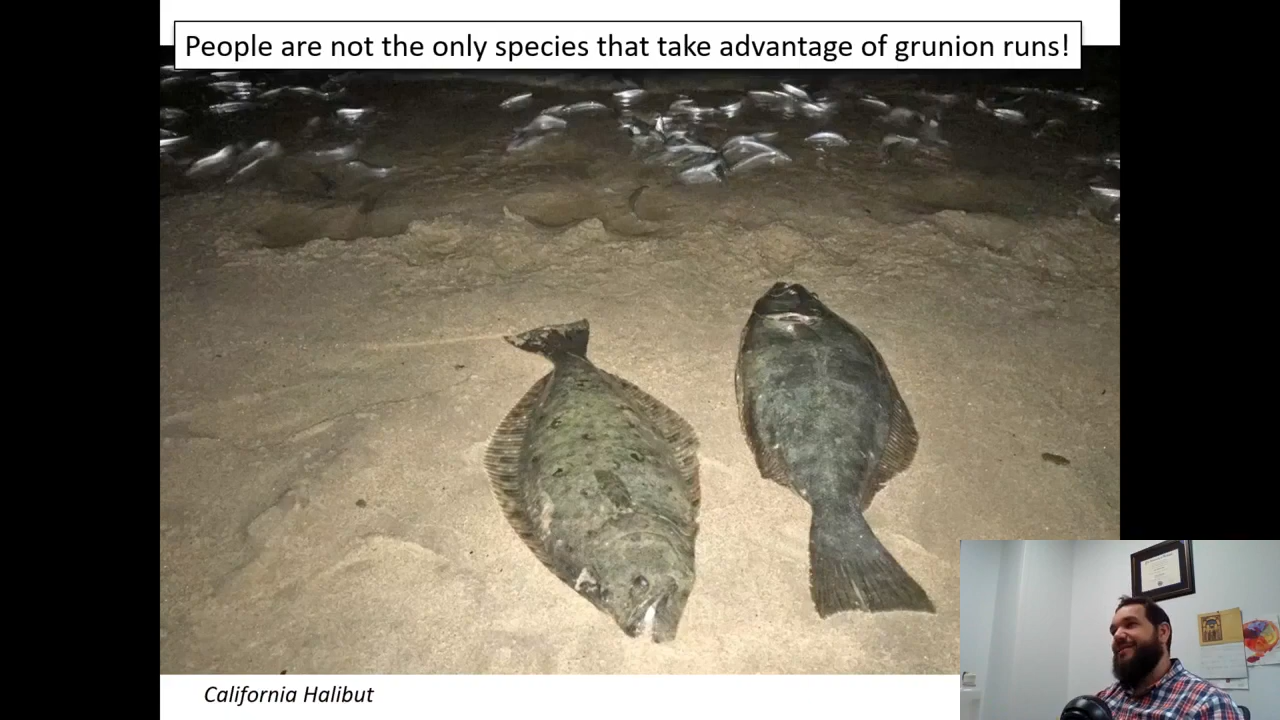 People are not the only species that take advantage of grunion runs!
California Halibut